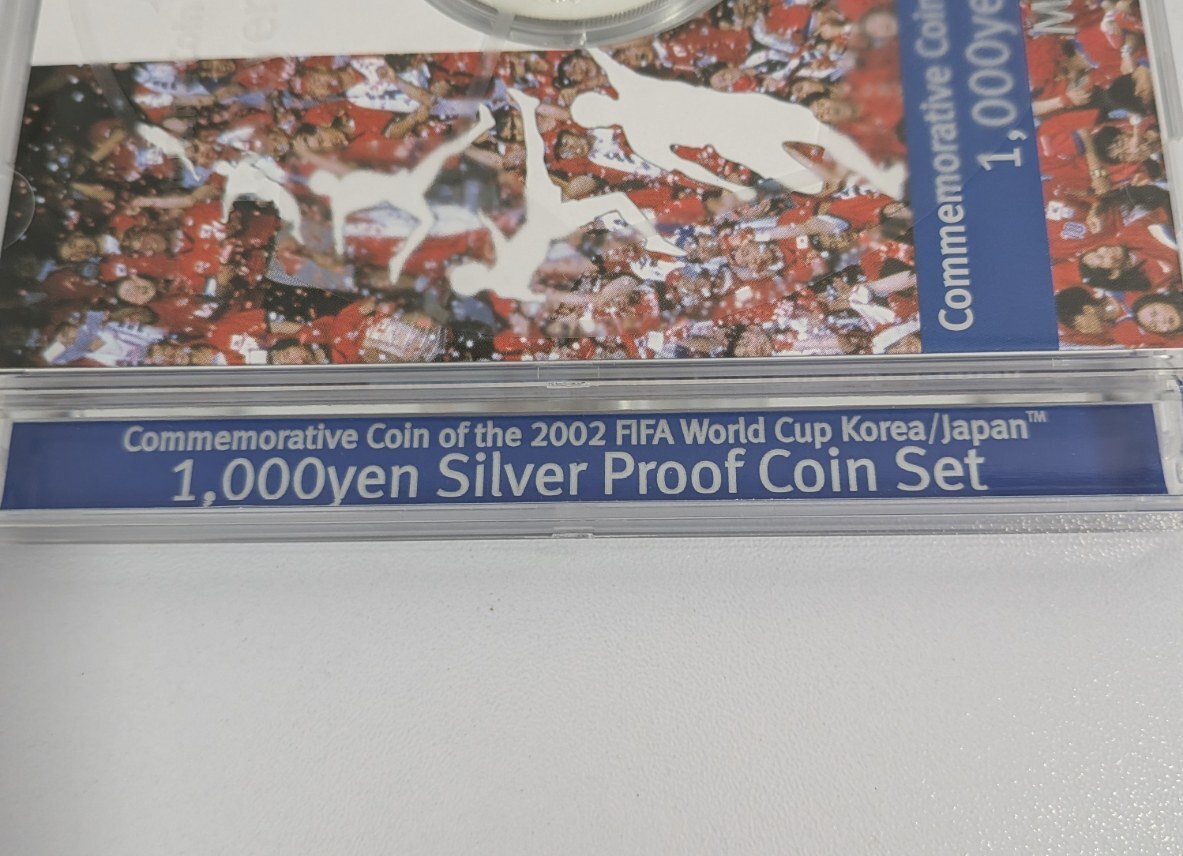 Commemorative Coin
1,000ye
M
Commemorative Coin of the 2002 FIFA World Cup Korea/Japan™
1,000yen Silver Proof Coin Set